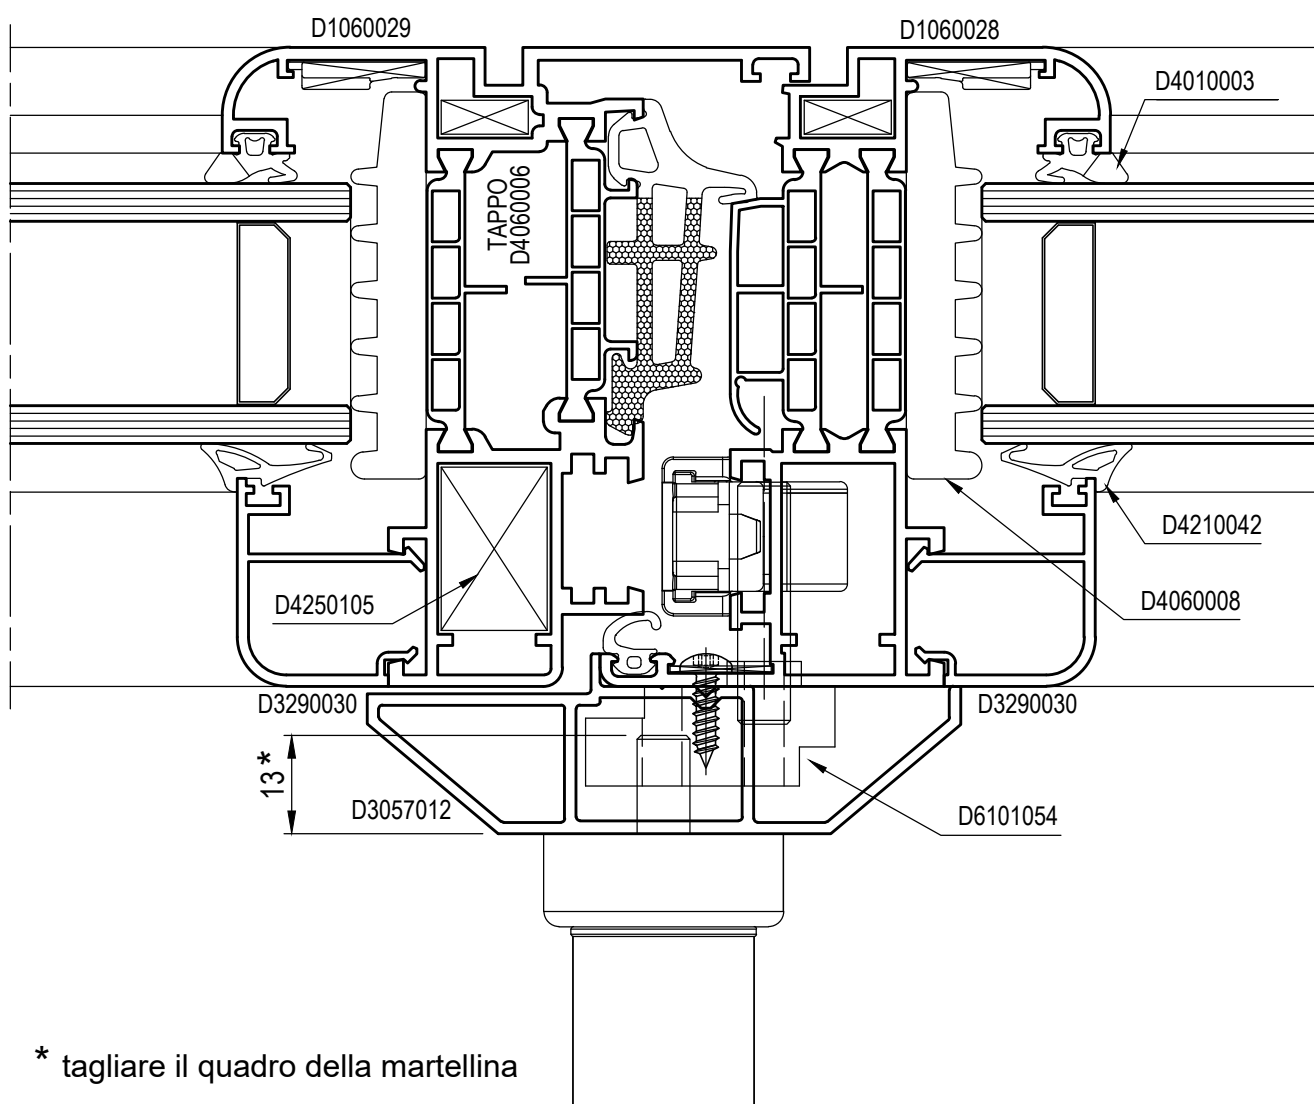 D1060029
D1060028
D4010003
TAPPO
D4060006
D4210042
D4250105
D4060008
D3290030
D3290030
13*
D3057012
D6101054
* tagliare il quadro della martellina